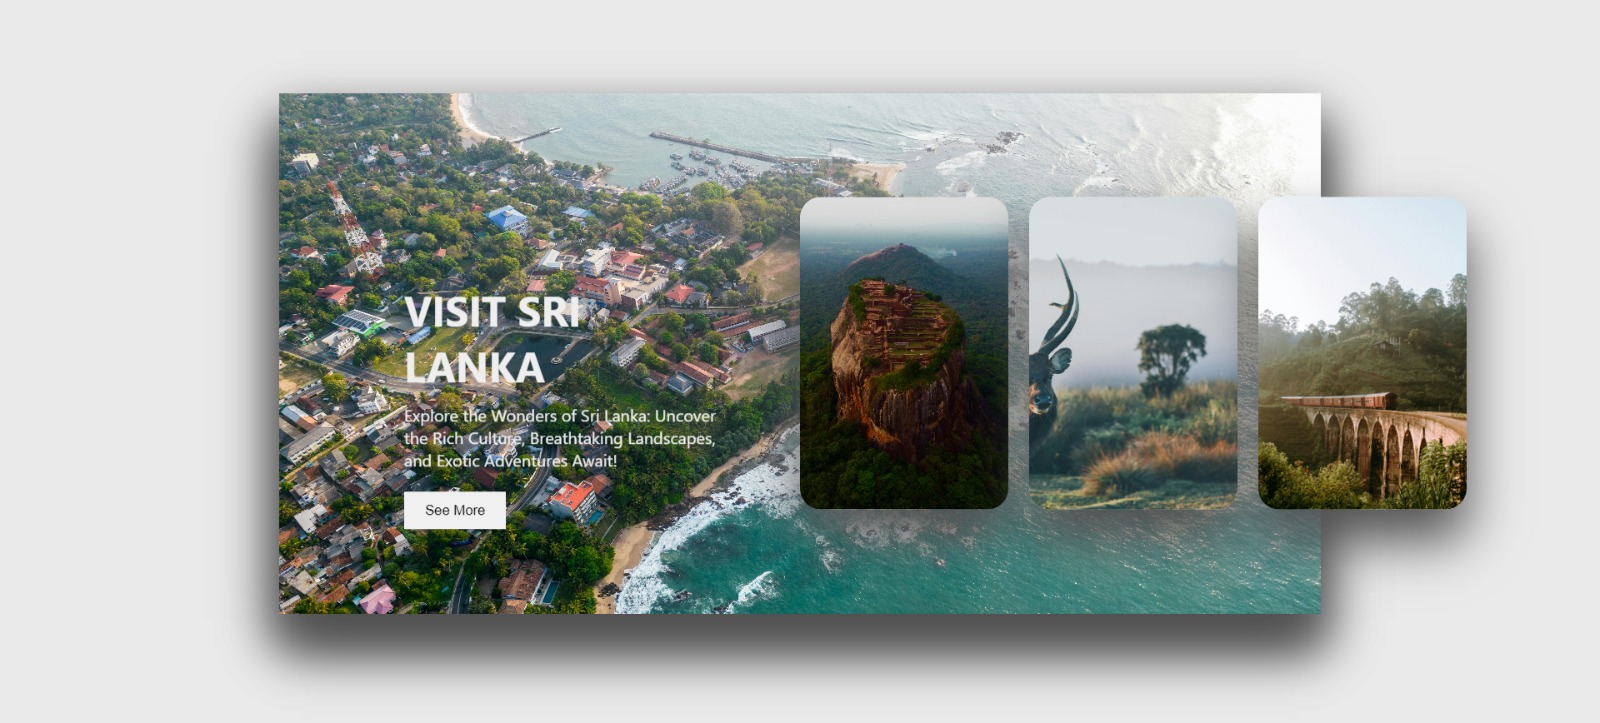 VISIT SRI
LANKA
Explore the Wonders of Sri Lanka: Uncover
the Rich Culture, Breathtaking Landscapes,
and Exotic Adventures Await!
See More